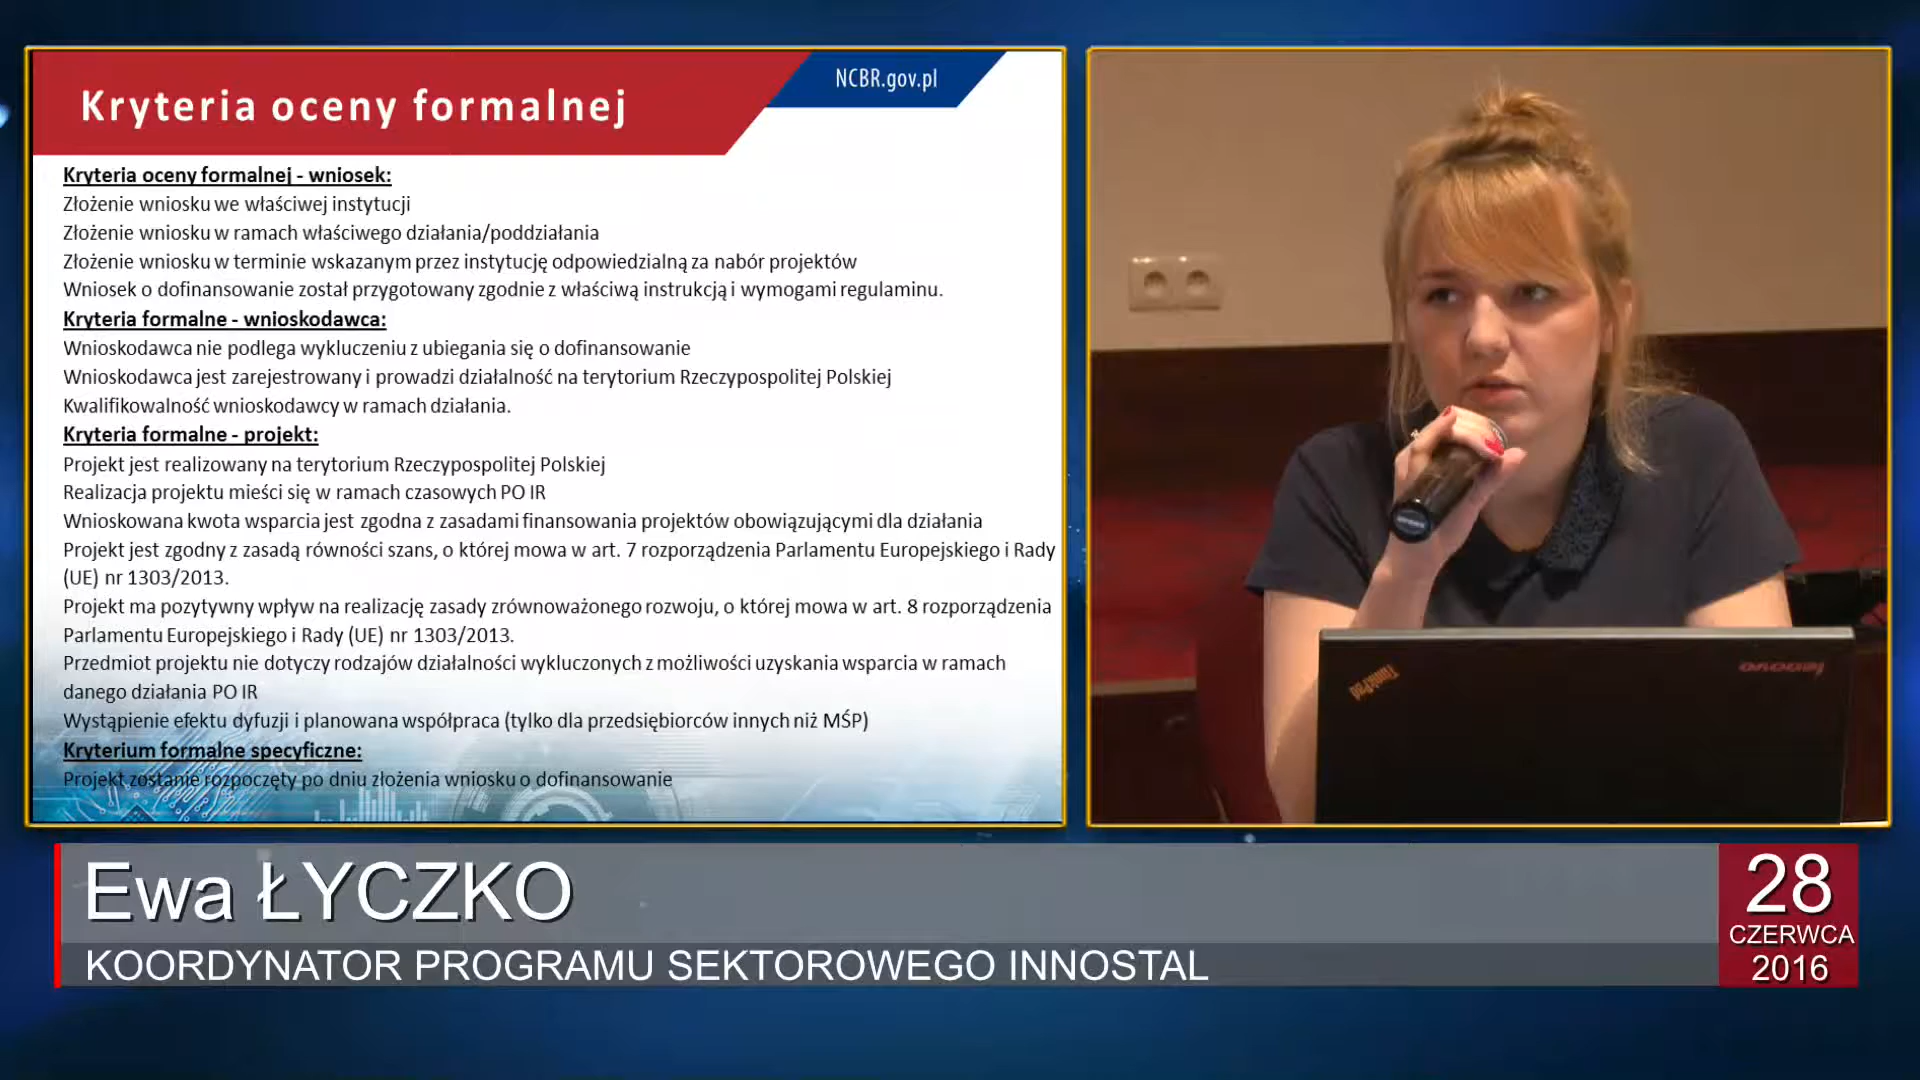 Kryteria oceny formalnej
NCBR.gov.pl
Kryteria oceny formalnej - wniosek:
Złożenie wniosku we właściwej instytucji
Złożenie wniosku w ramach właściwego działania/poddziałania
Złożenie wniosku w terminie wskazanym przez instytucję odpowiedzialną za nabór projektów
Wniosek o dofinansowanie został przygotowany zgodnie z właściwą instrukcją i wymogami regulaminu.
Kryteria formalne - wnioskodawca:
Wnioskodawca nie podlega wykluczeniu z ubiegania się o dofinansowanie
Wnioskodawca jest zarejestrowany i prowadzi działalność na terytorium Rzeczypospolitej Polskiej
Kwalifikowalność wnioskodawcy w ramach działania.
Kryteria formalne - projekt:
Projekt jest realizowany na terytorium Rzeczypospolitej Polskiej
Realizacja projektu mieści się w ramach czasowych PO IR
Wnioskowana kwota wsparcia jest zgodna z zasadami finansowania projektów obowiązującymi dla działania
Projekt jest zgodny z zasadą równości szans, o której mowa w art. 7 rozporządzenia Parlamentu Europejskiego i Rady
(UE) nr 1303/2013.
Projekt ma pozytywny wpływ na realizację zasady zrównoważonego rozwoju, o której mowa w art. 8 rozporządzenia
Parlamentu Europejskiego i Rady (UE) nr 1303/2013.
Przedmiot projektu nie dotyczy rodzajów działalności wykluczonych z możliwości uzyskania wsparcia w ramach
danego działania PO IR
Wystąpienie efektu dyfuzji i planowana współpraca (tylko dla przedsiębiorców innych niż MŚP)
Kryterium formalne specyficzne:
Projekt zostanie rozpoczęty po dniu złożenia wniosku o dofinansowanie
ThinkPad
lenovo
Ewa ŁYCZKO
KOORDYNATOR PROGRAMU SEKTOROWEGO INNOSTAL
28
CZERWCA
2016